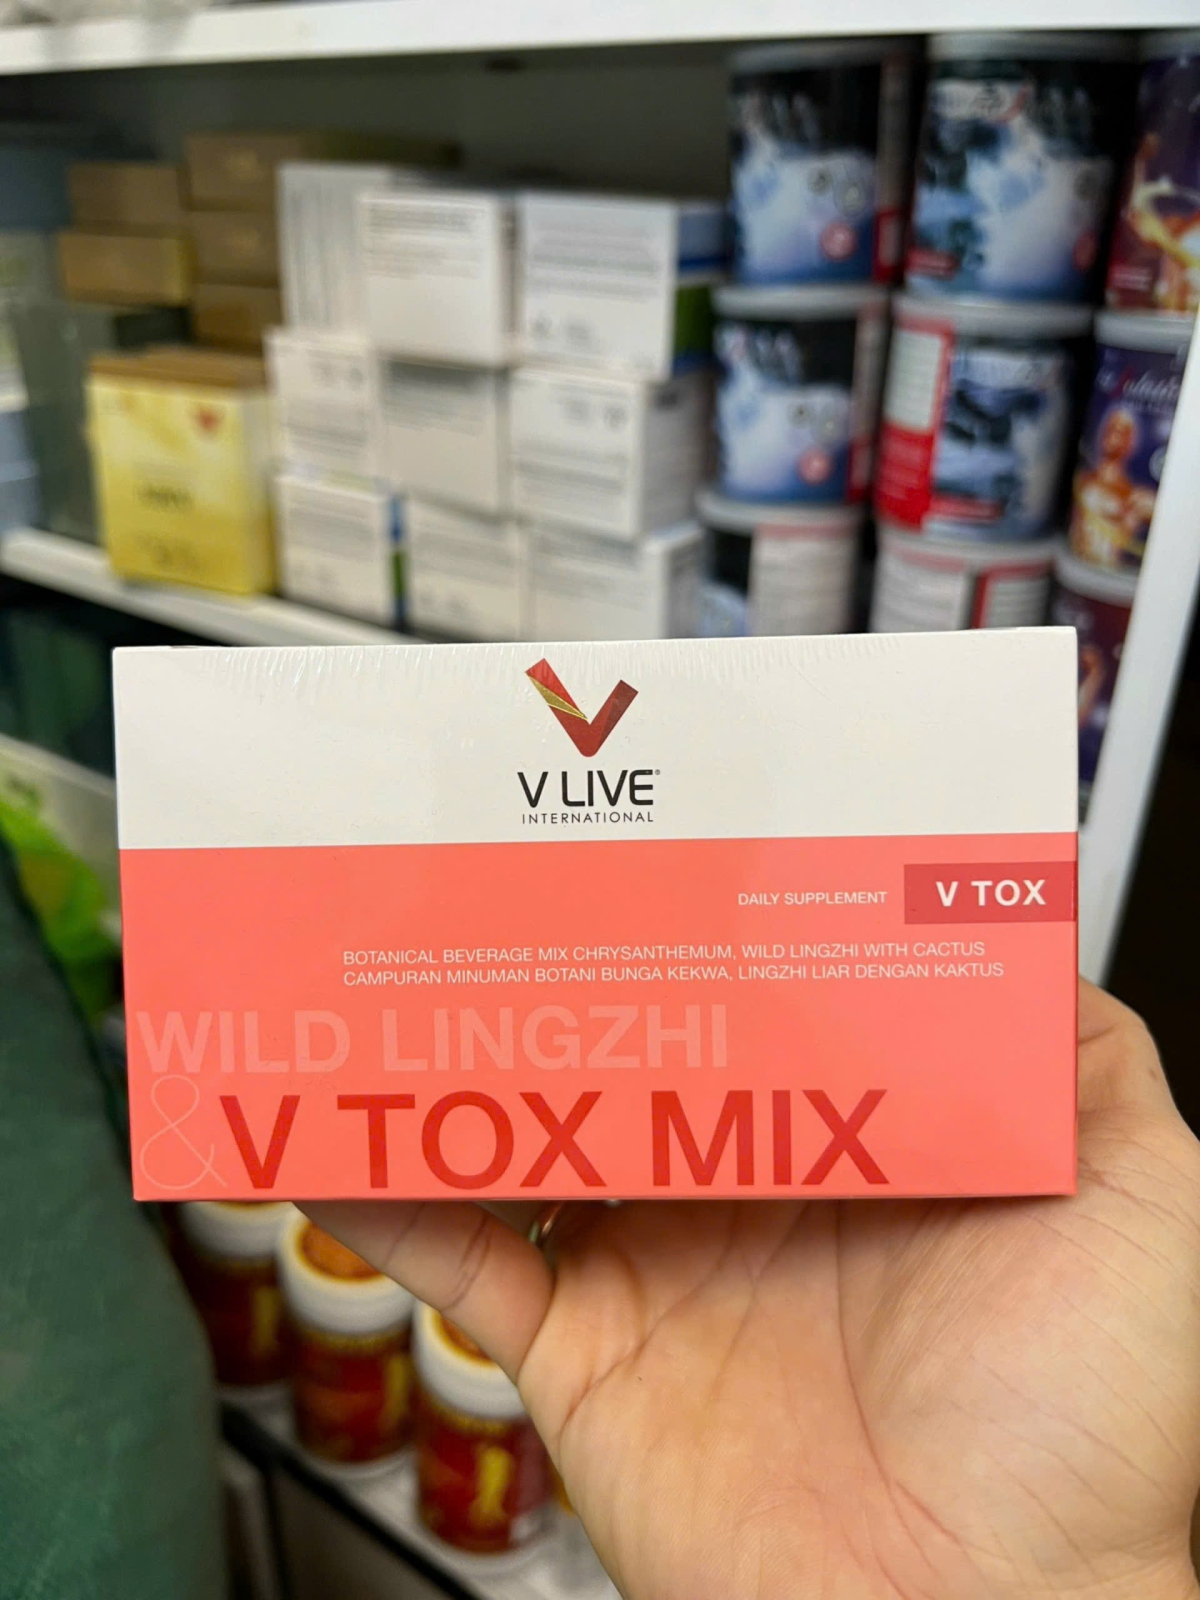 V LIVE®
INTERNATIONAL
DAILY SUPPLEMENT V TOX
BOTANICAL BEVERAGE MIX CHRYSANTHEMUM, WILD LINGZHI WITH CACTUS
CAMPURAN MINUMAN BOTANI BUNGA KEKWA, LINGZHI LIAR DENGAN KAKTUS
WILD LINGZHI
& V TOX MIX